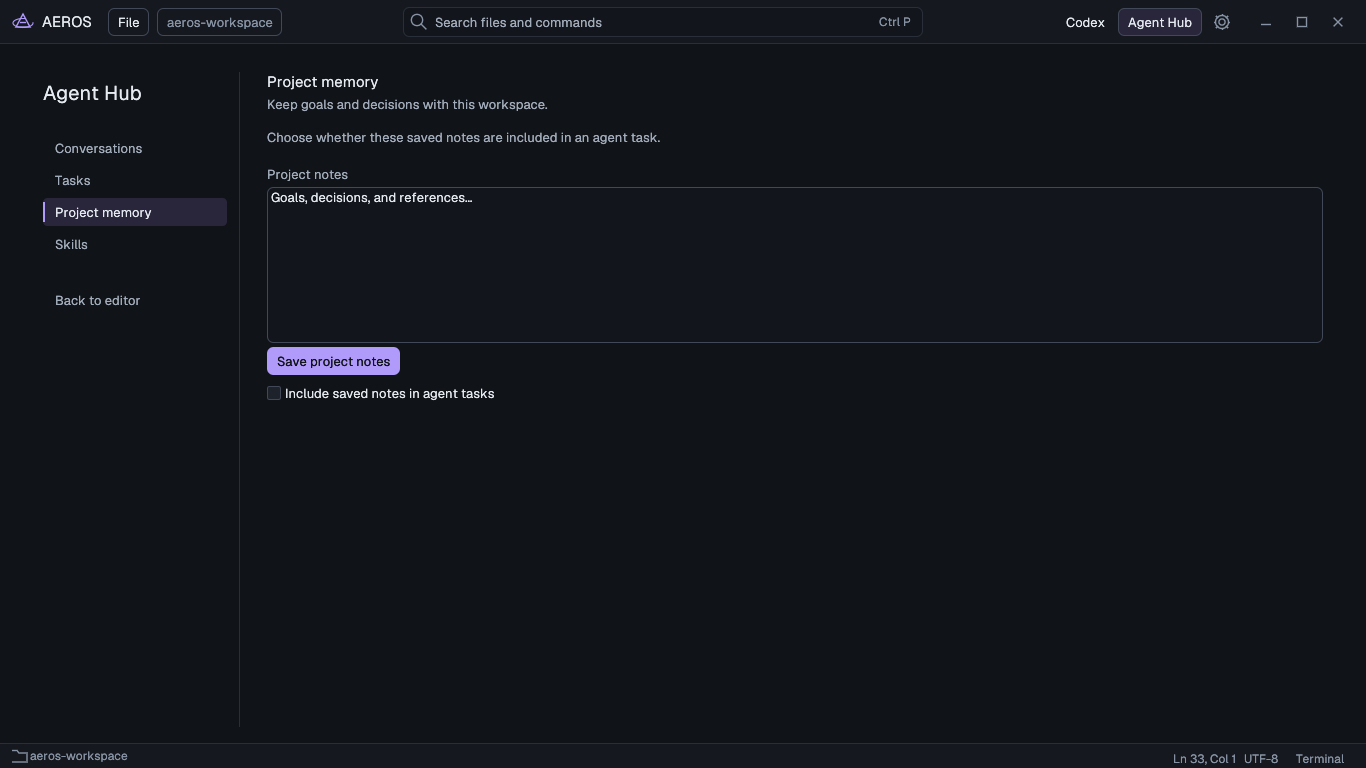 AEROS File aeros-workspace Search files and commands Ctrl P Codex Agent Hub
Agent Hub
Conversations
Tasks
Project memory
Skills
Back to editor
Project memory
Keep goals and decisions with this workspace.
Choose whether these saved notes are included in an agent task.
Project notes
Goals, decisions, and references...
Save project notes
Include saved notes in agent tasks
aeros-workspace Ln 33, Col 1 UTF-8 Terminal